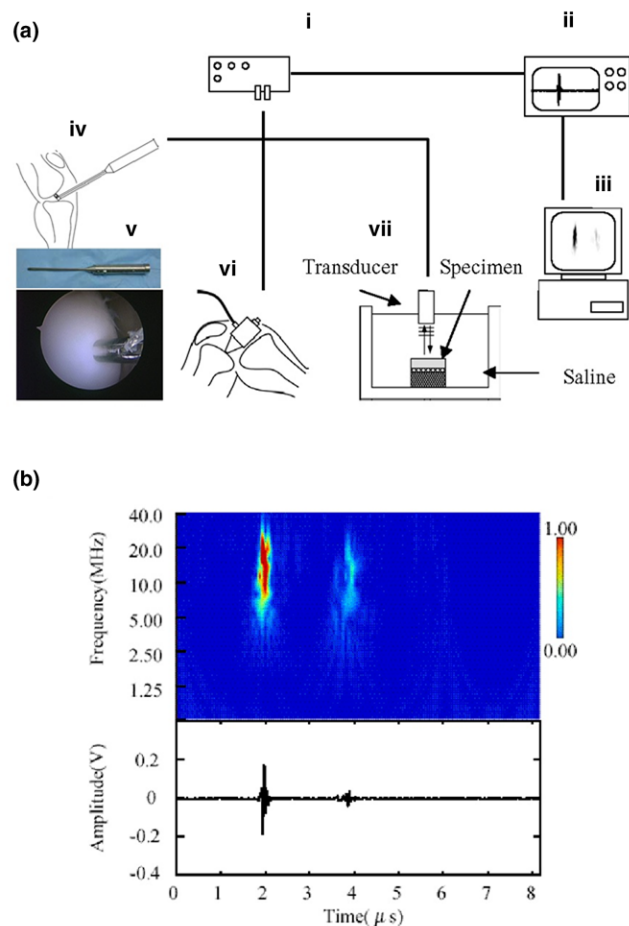 (a)
i
ii
iii
iv
v
vi
vii
Transducer
Specimen
Saline
(b)
Frequency(MHz)
40.0
20.0
10.0
5.00
2.50
1.25
1.00
0.00
Amplitude(V)
0.2
0
-0.2
-0.4
0 1 2 3 4 5 6 7 8
Time( μ s)